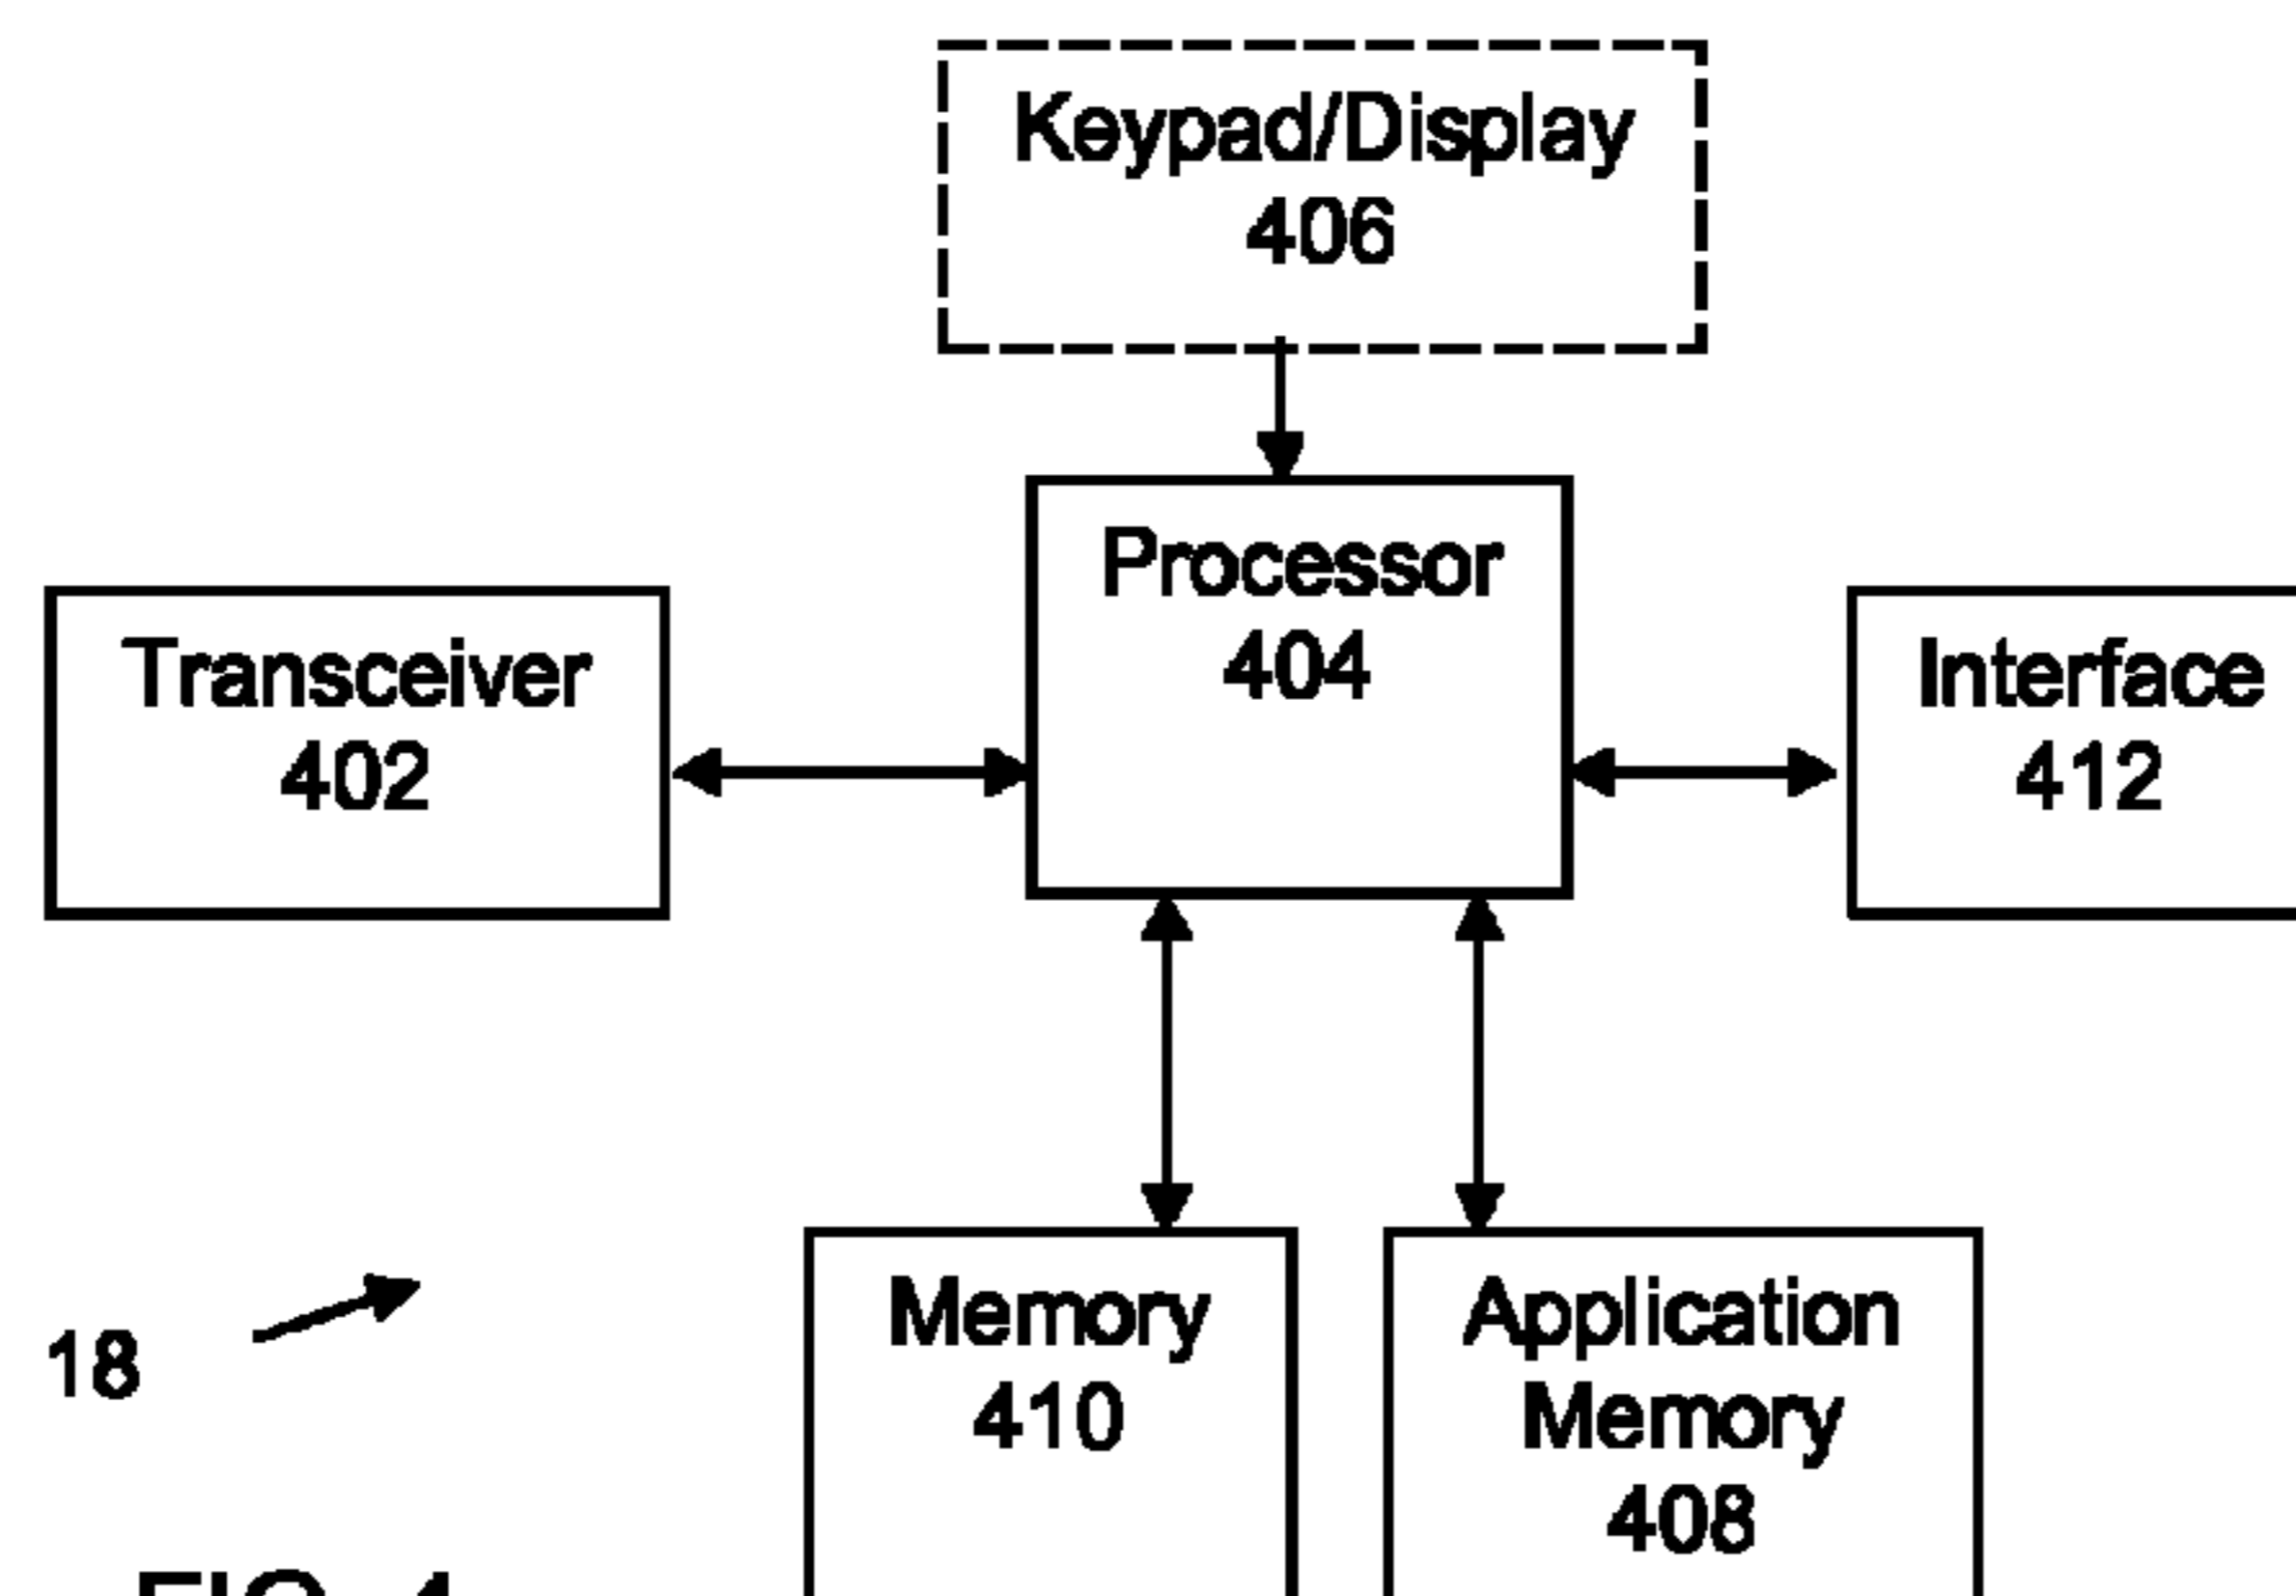 Keypad/Display
406
Processor
404
Transceiver
402
Interface
412
18
Memory
410
Application
Memory
408